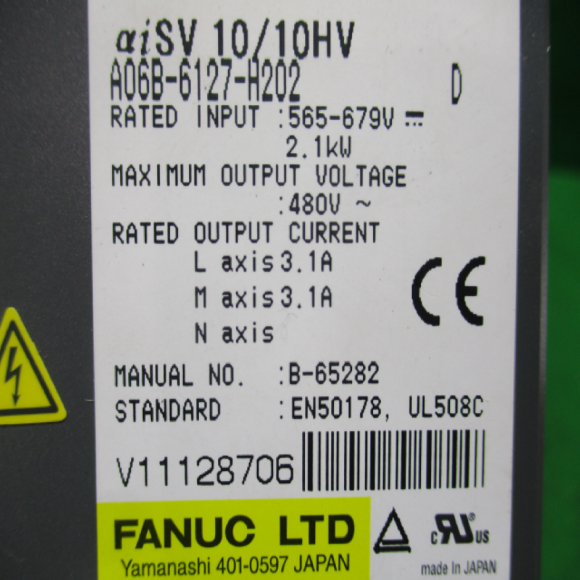 αiSV 10/10HV
A06B-6127-H202 D
RATED INPUT :565-679V ⎓
2.1kW
MAXIMUM OUTPUT VOLTAGE
:480V ~
RATED OUTPUT CURRENT
L axis 3.1A
M axis 3.1A
N axis
CE
MANUAL NO. :B-65282
STANDARD :EN50178, UL508C
V11128706
FANUC LTD
Yamanashi 401-0597 JAPAN
c RU US
made in JAPAN